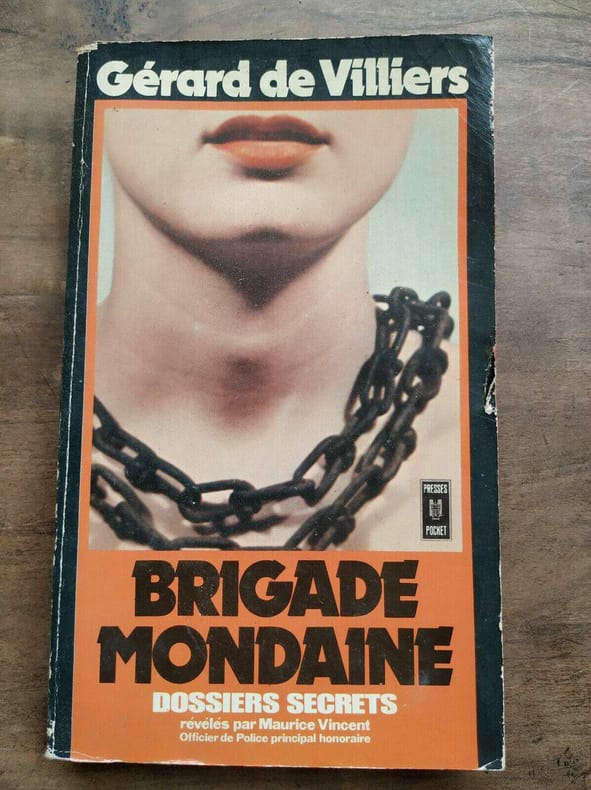 Gérard de Villiers
PRESSES
POCKET
BRIGADE
MONDAINE
DOSSIERS SECRETS
révélés par Maurice Vincent
Officier de Police principal honoraire